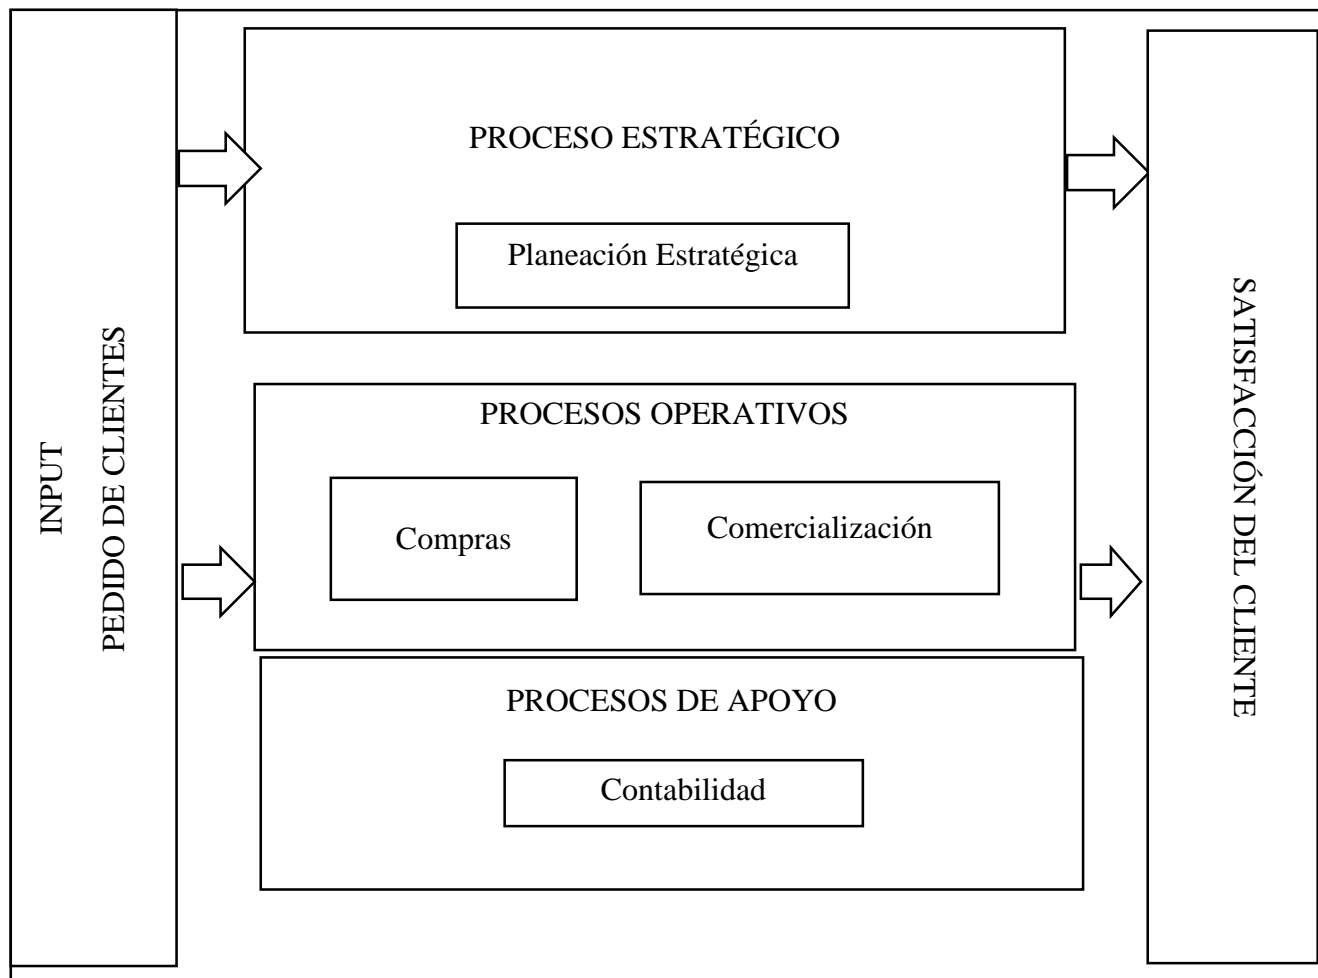 INPUT
PEDIDO DE CLIENTES
PROCESO ESTRATÉGICO
Planeación Estratégica
PROCESOS OPERATIVOS
Compras
Comercialización
PROCESOS DE APOYO
Contabilidad
SATISFACCIÓN DEL CLIENTE